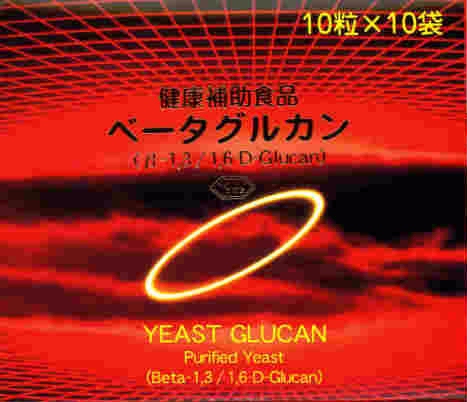 10粒×10袋
健康補助食品
ベータグルカン
(β-1,3 / 1,6-D-Glucan)
YEAST GLUCAN
Purified Yeast
(Beta-1,3 / 1,6-D-Glucan)